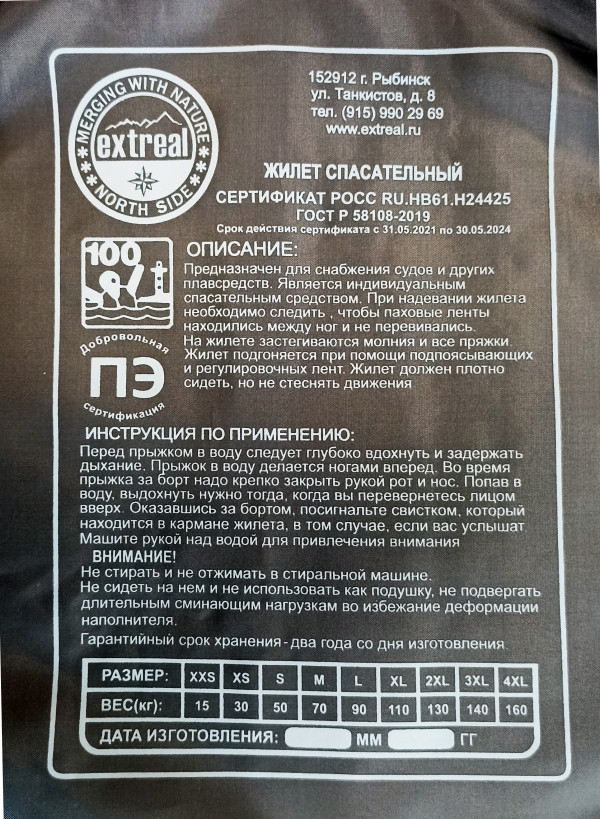 MERGING WITH NATURE
extreal
NORTH SIDE
152912 г. Рыбинск
ул. Танкистов, д. 8
тел. (915) 990 29 69
www.extreal.ru
ЖИЛЕТ СПАСАТЕЛЬНЫЙ
СЕРТИФИКАТ РОСС RU.НВ61.Н24425
ГОСТ Р 58108-2019
Срок действия сертификата с 31.05.2021 по 30.05.2024
100
Добровольная
ПЭ
сертификация
ОПИСАНИЕ:
Предназначен для снабжения судов и других
плавсредств. Является индивидуальным
спасательным средством. При надевании жилета
необходимо следить , чтобы паховые ленты
находились между ног и не перевивались.
На жилете застегиваются молния и все пряжки.
Жилет подгоняется при помощи подпоясывающих
и регулировочных лент. Жилет должен плотно
сидеть, но не стеснять движения
ИНСТРУКЦИЯ ПО ПРИМЕНЕНИЮ:
Перед прыжком в воду следует глубоко вдохнуть и задержать
дыхание. Прыжок в воду делается ногами вперед. Во время
прыжка за борт надо крепко закрыть рукой рот и нос. Попав в
воду, выдохнуть нужно тогда, когда вы перевернетесь лицом
вверх. Оказавшись за бортом, посигнальте свистком, который
находится в кармане жилета, в том случае, если вас услышат.
Машите рукой над водой для привлечения внимания
ВНИМАНИЕ!
Не стирать и не отжимать в стиральной машине.
Не сидеть на нем и не использовать как подушку, не подвергать
длительным сминающим нагрузкам во избежание деформации
наполнителя.
Гарантийный срок хранения - два года со дня изготовления.
РАЗМЕР: XXS XS S M L XL 2XL 3XL 4XL
ВЕС(кг): 15 30 50 70 90 110 130 140 160
ДАТА ИЗГОТОВЛЕНИЯ: ММ ГГ